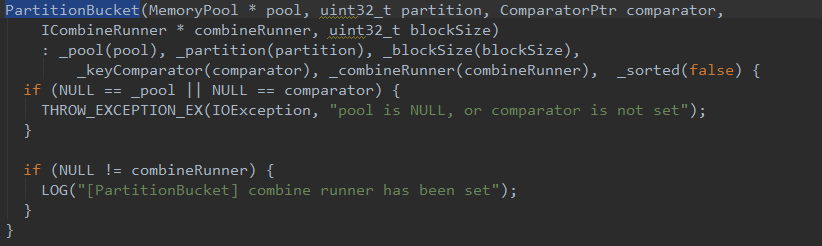 PartitionBucket(MemoryPool * pool, uint32_t partition, ComparatorPtr comparator,
    ICombineRunner * combineRunner, uint32_t blockSize)
    : _pool(pool), _partition(partition), _blockSize(blockSize),
        _keyComparator(comparator), _combineRunner(combineRunner),  _sorted(false) {
  if (NULL == _pool || NULL == comparator) {
    THROW_EXCEPTION_EX(IOException, "pool is NULL, or comparator is not set");
  }

  if (NULL != combineRunner) {
    LOG("[PartitionBucket] combine runner has been set");
  }
}